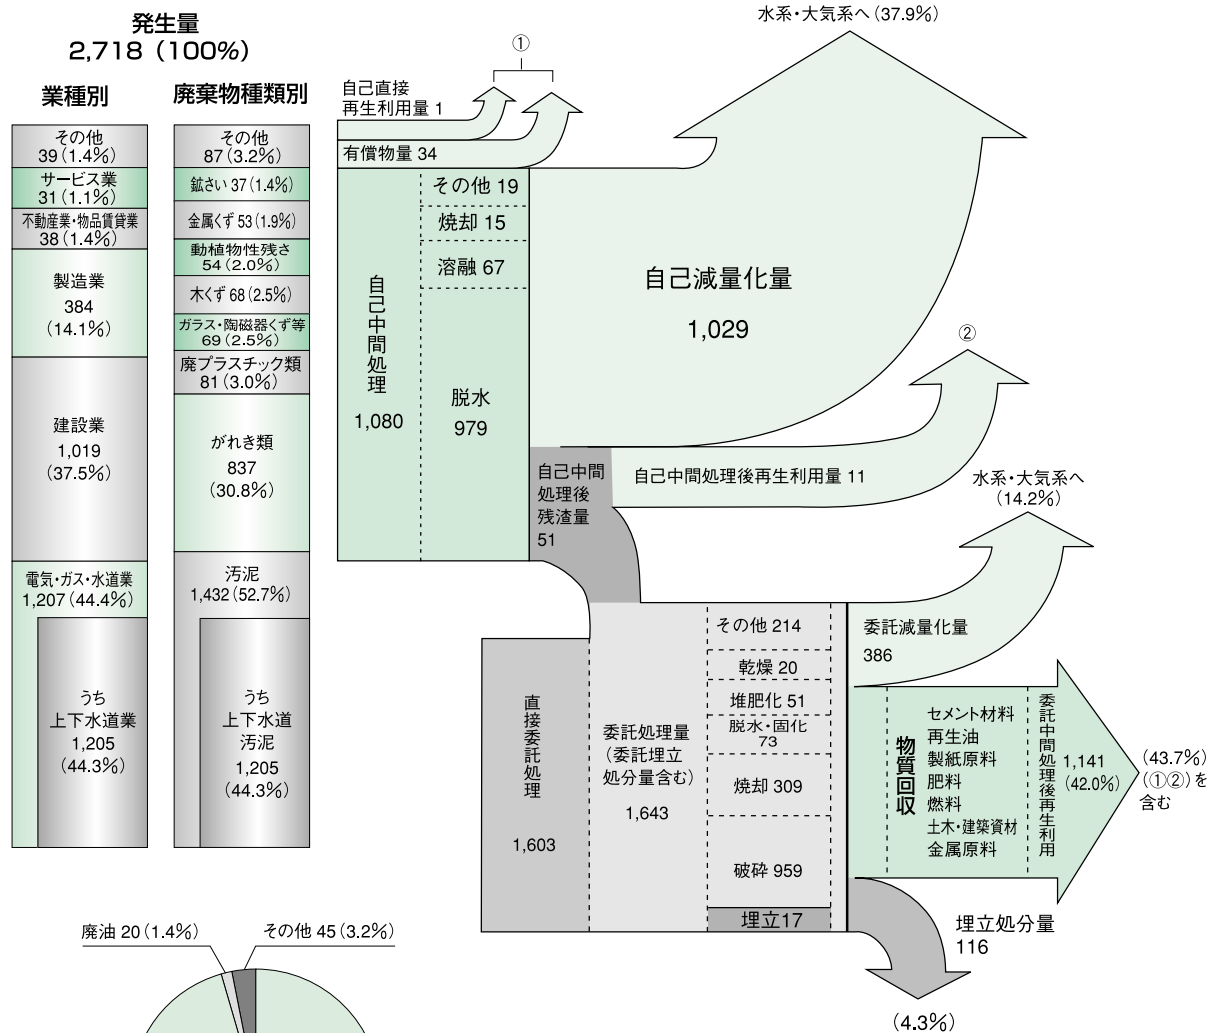 発生量
2,718（100%）
業種別
その他
39（1.4%）
サービス業
31（1.1%）
不動産業・物品賃貸業
38（1.4%）
製造業
384
（14.1%）
建設業
1,019
（37.5%）
電気・ガス・水道業
1,207（44.4%）
うち
上下水道業
1,205
（44.3%）
廃棄物種類別
その他
87（3.2%）
鉱さい 37（1.4%）
金属くず 53（1.9%）
動植物性残さ
54（2.0%）
木くず 68（2.5%）
ガラス・陶磁器くず等
69（2.5%）
廃プラスチック類
81（3.0%）
がれき類
837
（30.8%）
汚泥
1,432（52.7%）
うち
上下水道
汚泥
1,205
（44.3%）
①
自己直接
再生利用量 1
有償物量 34
水系・大気系へ（37.9%）
自己中間処理
1,080
その他 19
焼却 15
溶融 67
脱水
979
自己減量化量
1,029
②
自己中間
処理後
残渣量
51
自己中間処理後再生利用量 11
水系・大気系へ
（14.2%）
直接委託処理
1,603
委託処理量
（委託埋立
処分量含む）
1,643
その他 214
乾燥 20
堆肥化 51
脱水・固化
73
焼却 309
破砕 959
埋立17
委託減量化量
386
物質回収
セメント材料
再生油
製紙原料
肥料
燃料
土木・建築資材
金属原料
委託中間処理後再生利用
1,141
（42.0%）
（43.7%）
（①②）を
含む
埋立処分量
116
（4.3%）
廃油 20（1.4%）
その他 45（3.2%）